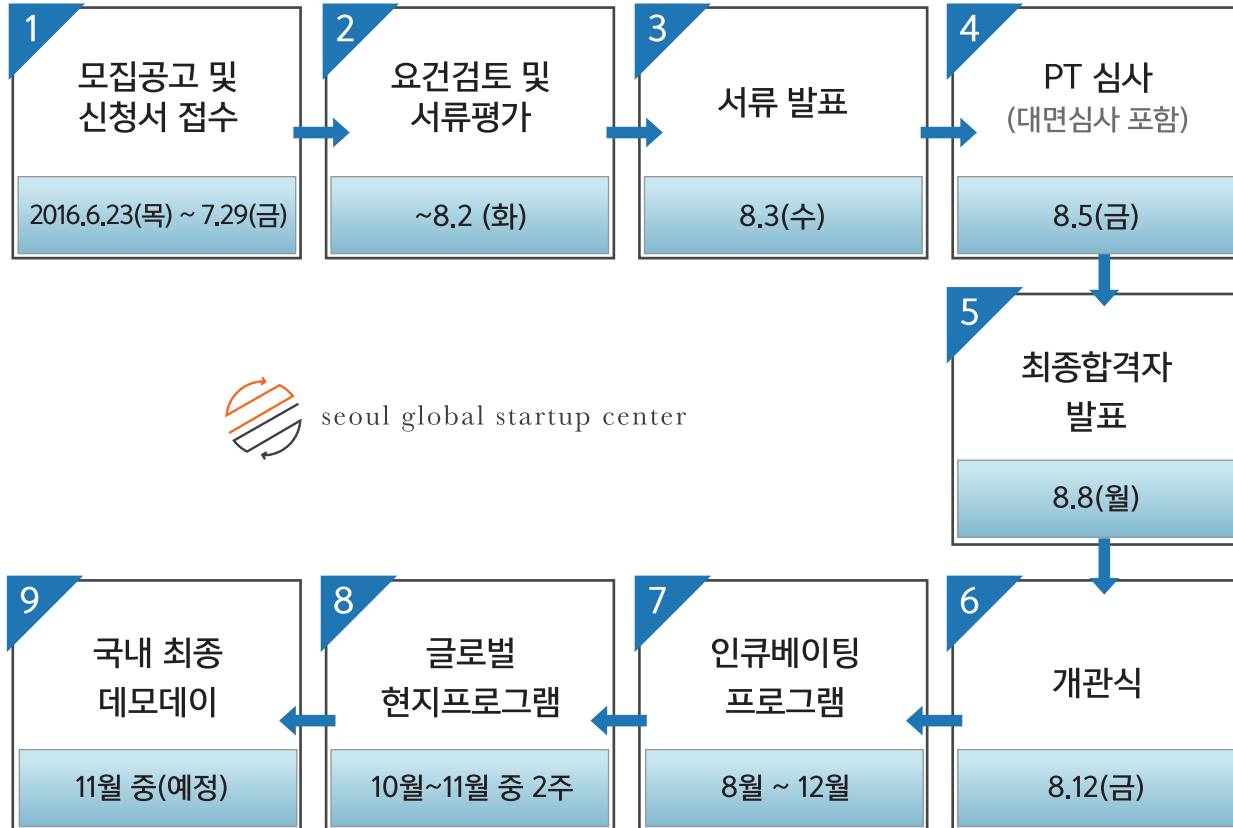 1
모집공고 및
신청서 접수
2016.6.23(목) ~ 7.29(금)
2
요건검토 및
서류평가
~8.2 (화)
3
서류 발표
8.3(수)
4
PT 심사
(대면심사 포함)
8.5(금)
5
최종합격자
발표
8.8(월)
seoul global startup center
6
개관식
8.12(금)
7
인큐베이팅
프로그램
8월 ~ 12월
8
글로벌
현지프로그램
10월~11월 중 2주
9
국내 최종
데모데이
11월 중(예정)